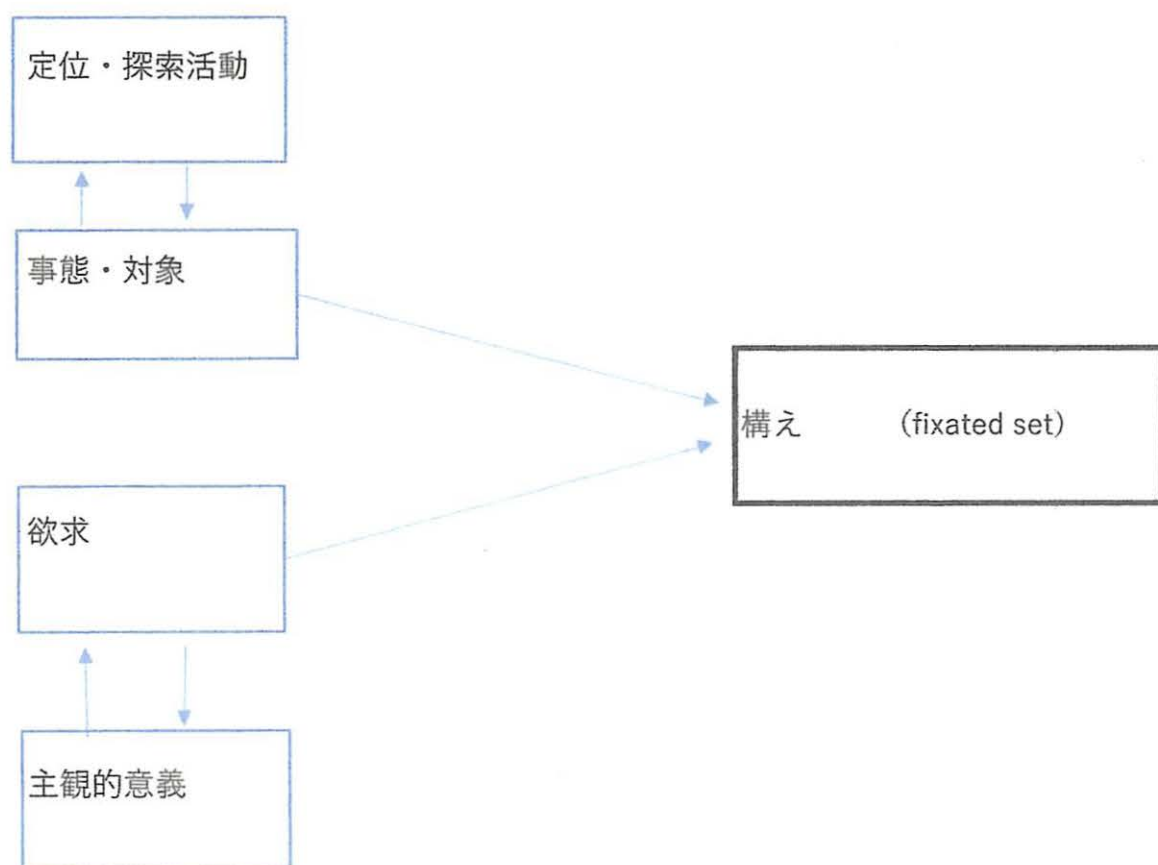 定位・探索活動
事態・対象
構え (fixated set)
欲求
主観的意義